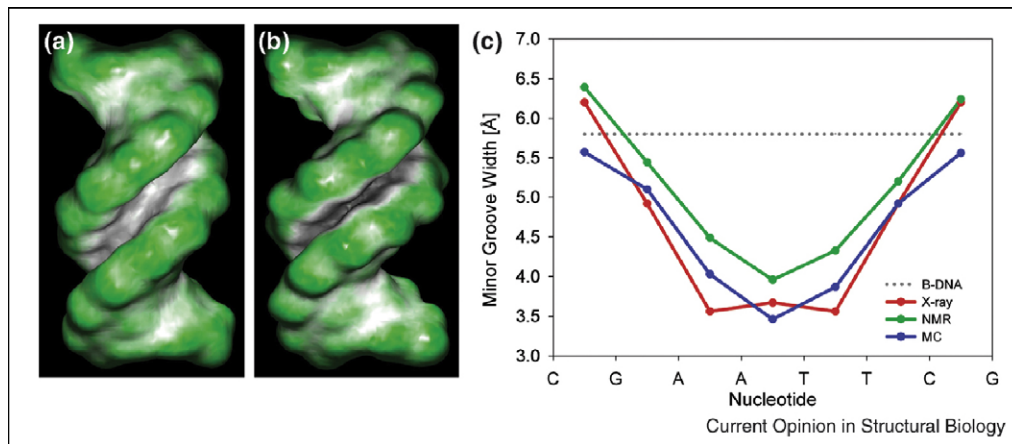 (a)
(b)
(c)
7.0
6.5
6.0
5.5
5.0
4.5
4.0
3.5
3.0
Minor Groove Width [Å]
B-DNA
X-ray
NMR
MC
C G A A T T C G
Nucleotide
Current Opinion in Structural Biology